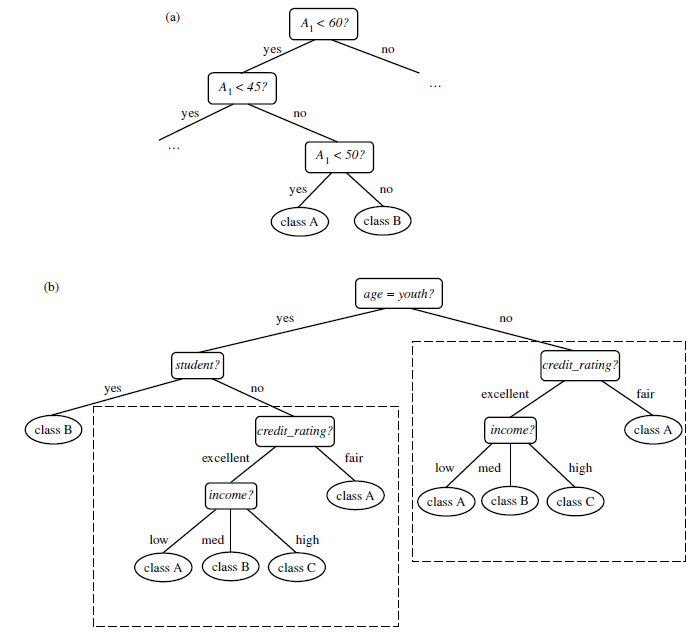 (a)
A1 < 60?
yes
no
A1 < 45?
...
yes
no
...
A1 < 50?
yes
no
class A
class B
(b)
age = youth?
yes
no
student?
credit_rating?
yes
no
excellent
fair
class B
credit_rating?
income?
class A
excellent
fair
low
med
high
income?
class A
class A
class B
class C
low
med
high
class A
class B
class C